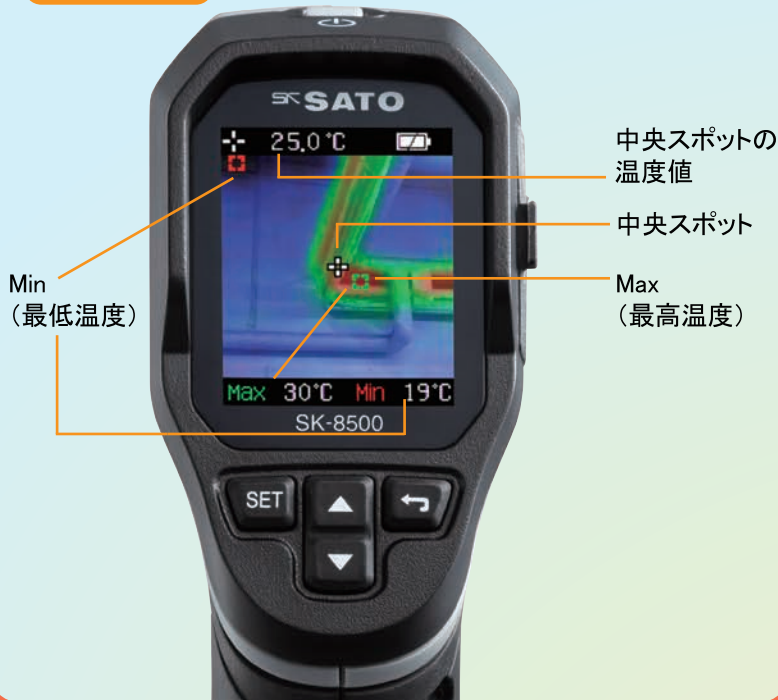 SK SATO
25.0℃
中央スポットの
温度値
中央スポット
Min
（最低温度）
Max
（最高温度）
Max 30℃ Min 19℃
SK-8500
SET